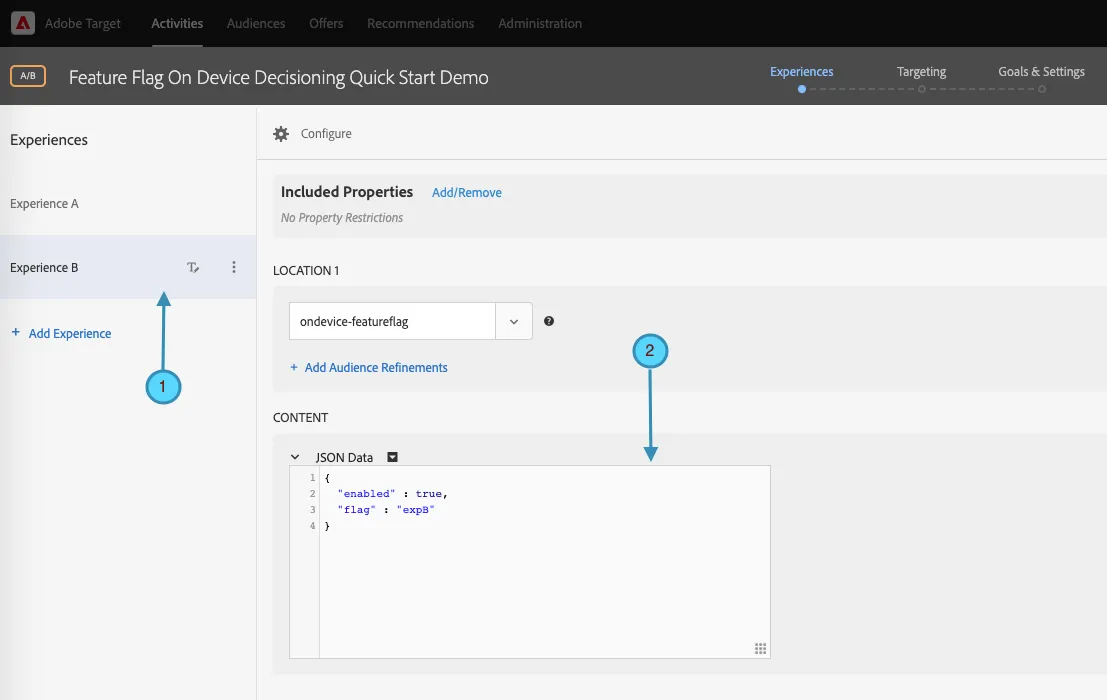 Adobe Target Activities Audiences Offers Recommendations Administration
A/B Feature Flag On Device Decisioning Quick Start Demo Experiences Targeting Goals & Settings
Experiences
Configure
Included Properties Add/Remove
No Property Restrictions
Experience A
Experience B
+ Add Experience
1
LOCATION 1
ondevice-featureflag
+ Add Audience Refinements
2
CONTENT
JSON Data
1 {
2 "enabled" : true,
3 "flag" : "expB"
4 }